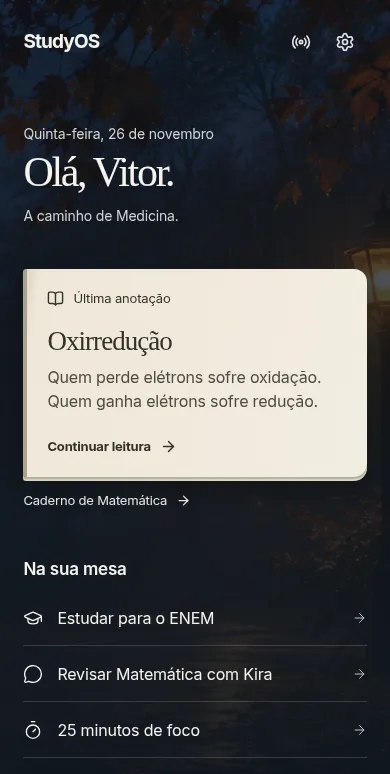 StudyOS
Quinta-feira, 26 de novembro
Olá, Vitor.
A caminho de Medicina.
Última anotação
Oxirredução
Quem perde elétrons sofre oxidação.
Quem ganha elétrons sofre redução.
Continuar leitura
Caderno de Matemática
Na sua mesa
Estudar para o ENEM
Revisar Matemática com Kira
25 minutos de foco